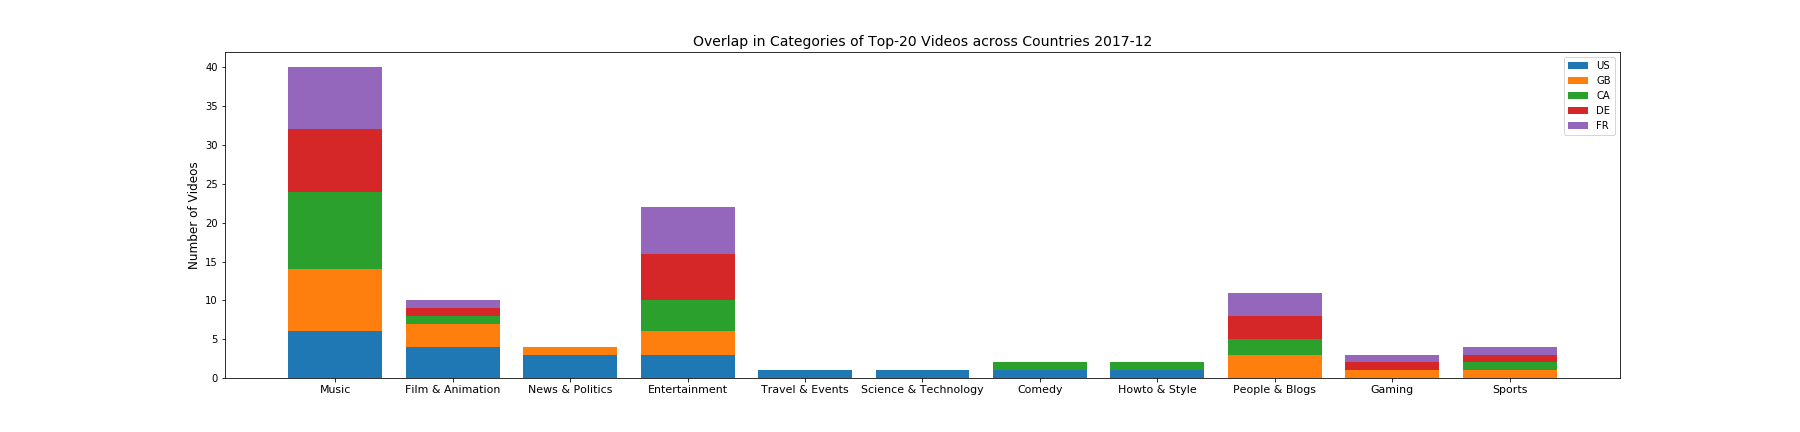 Overlap in Categories of Top-20 Videos across Countries 2017-12
US
GB
CA
DE
FR
Number of Videos
40
35
30
25
20
15
10
5
0
Music Film & Animation News & Politics Entertainment Travel & Events Science & Technology Comedy Howto & Style People & Blogs Gaming Sports